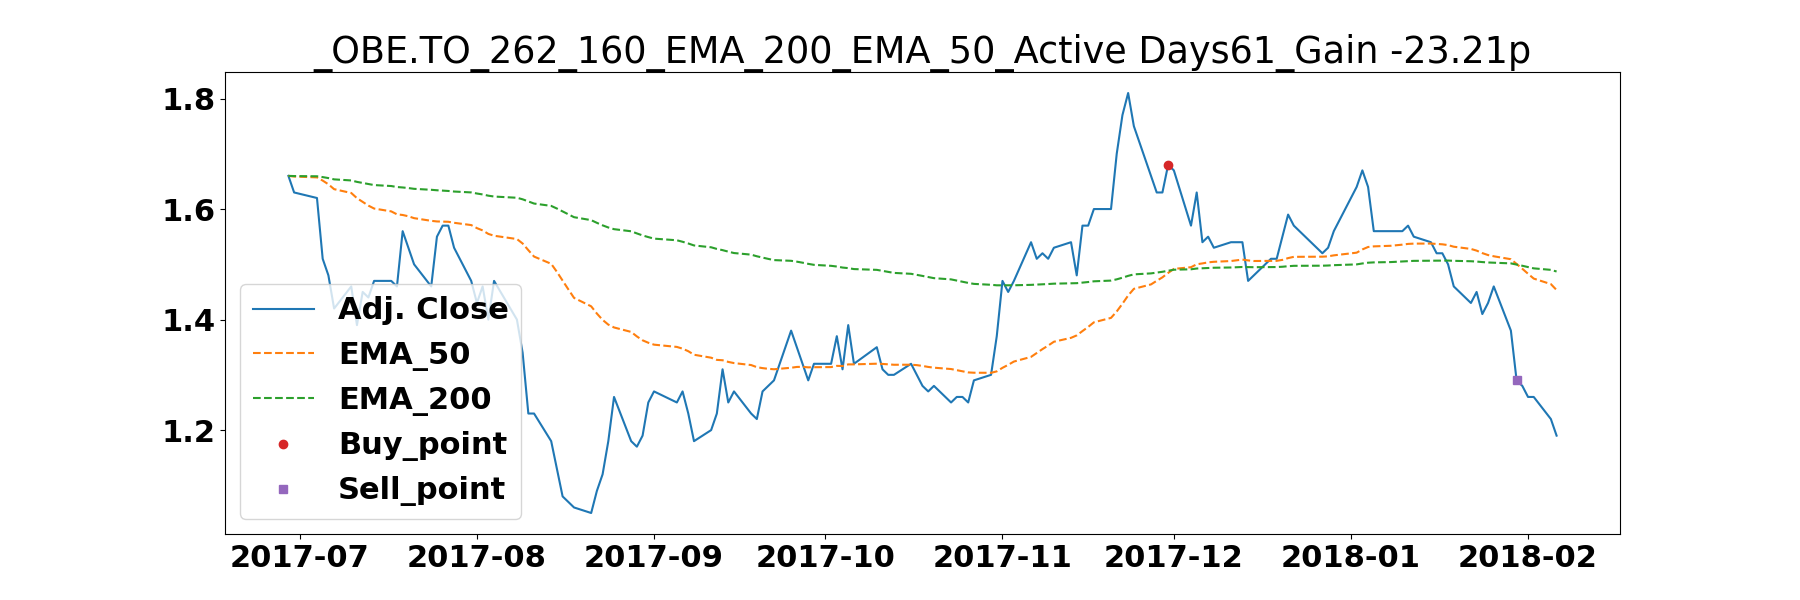 _OBE.TO_262_160_EMA_200_EMA_50_Active Days61_Gain -23.21p
1.8
1.6
1.4
1.2
Adj. Close
EMA_50
EMA_200
Buy_point
Sell_point
2017-07 2017-08 2017-09 2017-10 2017-11 2017-12 2018-01 2018-02